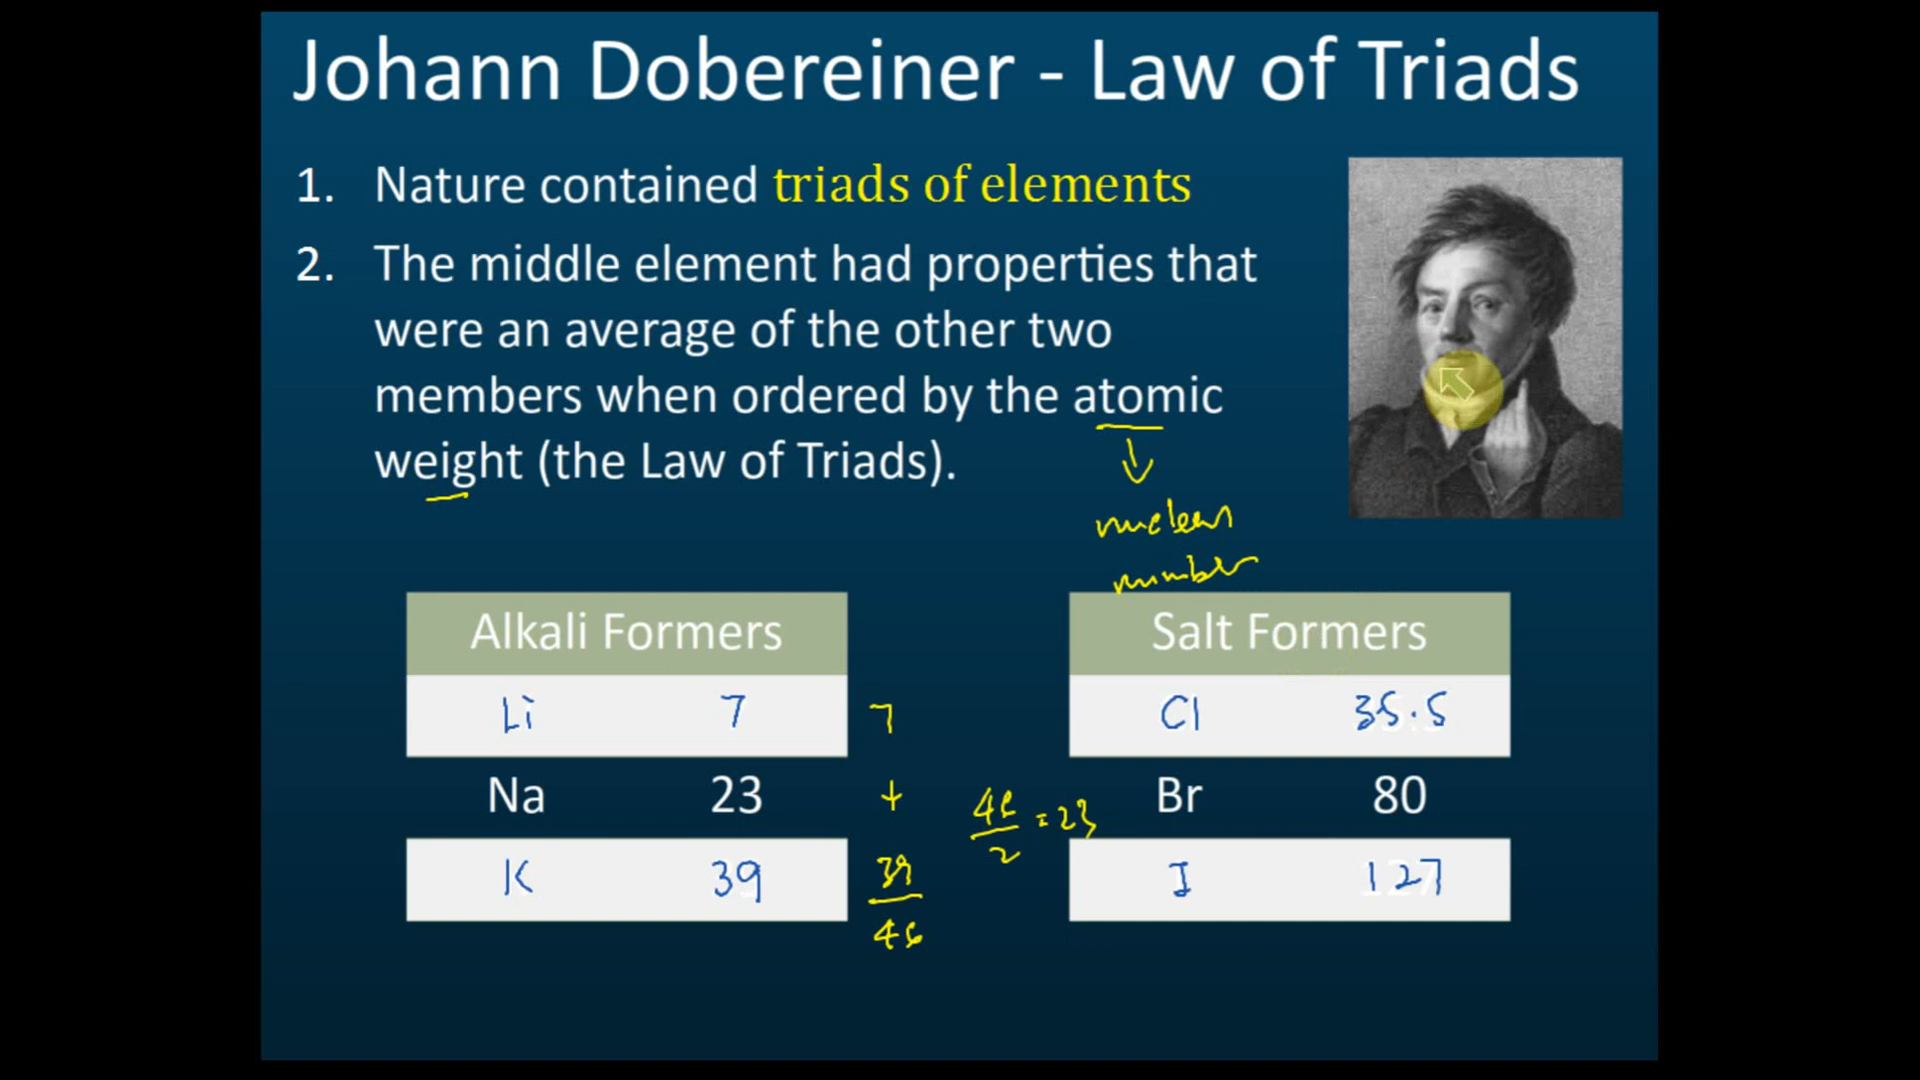 Johann Dobereiner - Law of Triads
1. Nature contained triads of elements
2. The middle element had properties that
were an average of the other two
members when ordered by the atomic
weight (the Law of Triads).
nuclear
number
Alkali Formers
Li 7
Na 23
K 39
7
+
39
46
46
2
= 23
Salt Formers
Cl 35.5
Br 80
I 127